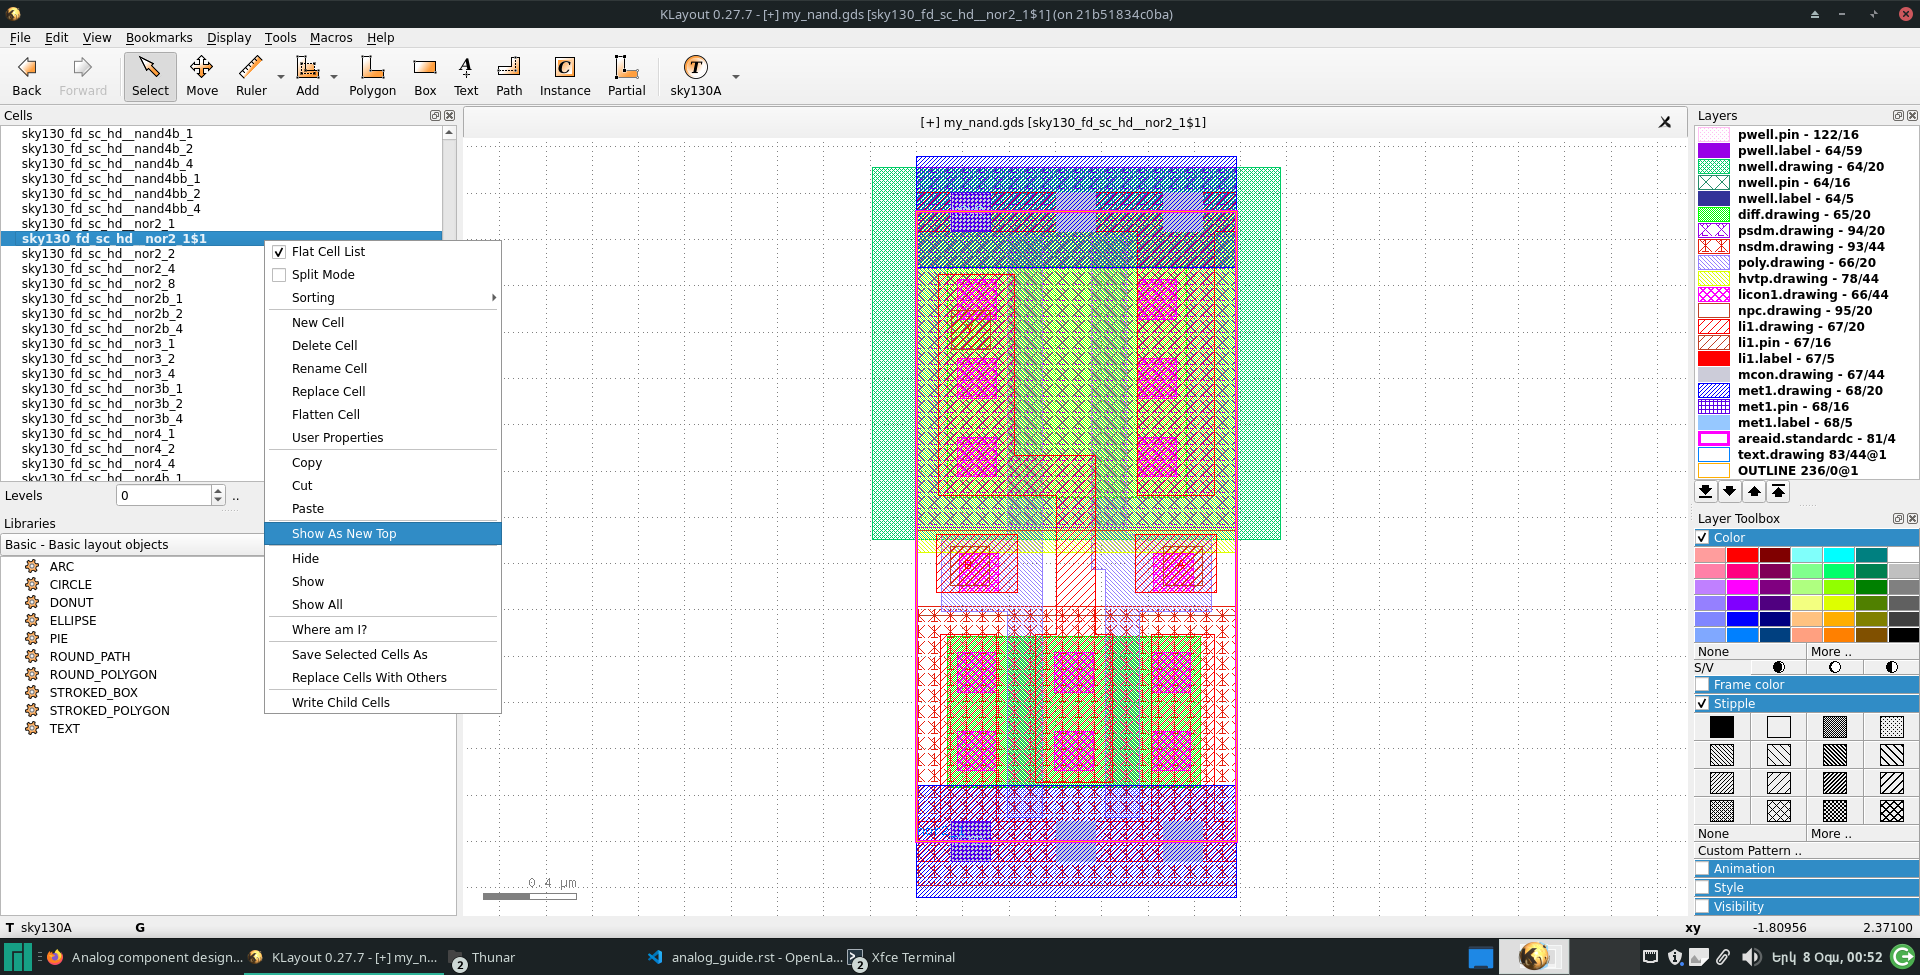 KLayout 0.27.7 - [+] my_nand.gds [sky130_fd_sc_hd__nor2_1$1] (on 21b51834c0ba)
File Edit View Bookmarks Display Tools Macros Help
Back Forward Select Move Ruler Add Polygon Box Text Path Instance Partial sky130A
Cells
sky130_fd_sc_hd__nand4b_1
sky130_fd_sc_hd__nand4b_2
sky130_fd_sc_hd__nand4b_4
sky130_fd_sc_hd__nand4bb_1
sky130_fd_sc_hd__nand4bb_2
sky130_fd_sc_hd__nand4bb_4
sky130_fd_sc_hd__nor2_1
sky130_fd_sc_hd__nor2_1$1
sky130_fd_sc_hd__nor2_2
sky130_fd_sc_hd__nor2_4
sky130_fd_sc_hd__nor2_8
sky130_fd_sc_hd__nor2b_1
sky130_fd_sc_hd__nor2b_2
sky130_fd_sc_hd__nor2b_4
sky130_fd_sc_hd__nor3_1
sky130_fd_sc_hd__nor3_2
sky130_fd_sc_hd__nor3_4
sky130_fd_sc_hd__nor3b_1
sky130_fd_sc_hd__nor3b_2
sky130_fd_sc_hd__nor3b_4
sky130_fd_sc_hd__nor4_1
sky130_fd_sc_hd__nor4_2
sky130_fd_sc_hd__nor4_4
sky130_fd_sc_hd__nor4b_1
Levels 0 ..
Libraries
Basic - Basic layout objects
ARC
CIRCLE
DONUT
ELLIPSE
PIE
ROUND_PATH
ROUND_POLYGON
STROKED_BOX
STROKED_POLYGON
TEXT
Flat Cell List
Split Mode
Sorting
New Cell
Delete Cell
Rename Cell
Replace Cell
Flatten Cell
User Properties
Copy
Cut
Paste
Show As New Top
Hide
Show
Show All
Where am I?
Save Selected Cells As
Replace Cells With Others
Write Child Cells
[+] my_nand.gds [sky130_fd_sc_hd__nor2_1$1]
0.4 µm
Layers
pwell.pin - 122/16
pwell.label - 64/59
nwell.drawing - 64/20
nwell.pin - 64/16
nwell.label - 64/5
diff.drawing - 65/20
psdm.drawing - 94/20
nsdm.drawing - 93/44
poly.drawing - 66/20
hvtp.drawing - 78/44
licon1.drawing - 66/44
npc.drawing - 95/20
li1.drawing - 67/20
li1.pin - 67/16
li1.label - 67/5
mcon.drawing - 67/44
met1.drawing - 68/20
met1.pin - 68/16
met1.label - 68/5
areaid.standardc - 81/4
text.drawing 83/44@1
OUTLINE 236/0@1
Layer Toolbox
Color
None More ..
S/V
Frame color
Stipple
None More ..
Custom Pattern ..
Animation
Style
Visibility
T sky130A G xy -1.80956 2.37100
Analog component design... KLayout 0.27.7 - [+] my_n... 2 Thunar analog_guide.rst - OpenLa... 2 Xfce Terminal Երկ 8 Օգս, 00:52